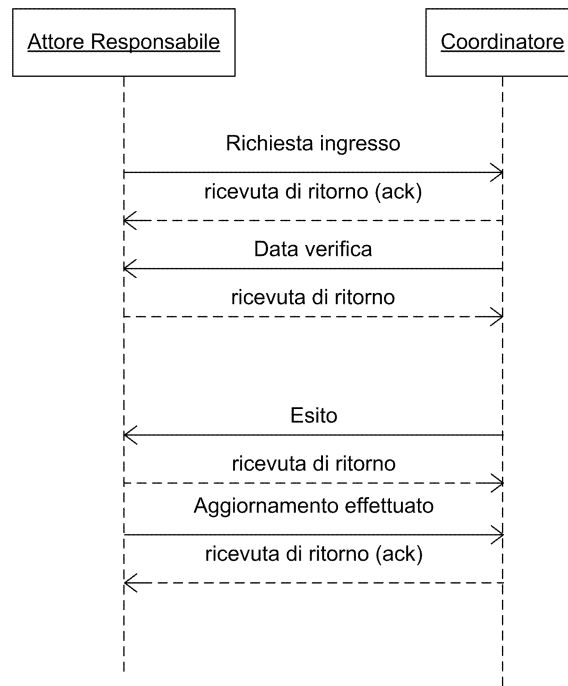 Attore Responsabile
Coordinatore
Richiesta ingresso
ricevuta di ritorno (ack)
Data verifica
ricevuta di ritorno
Esito
ricevuta di ritorno
Aggiornamento effettuato
ricevuta di ritorno (ack)